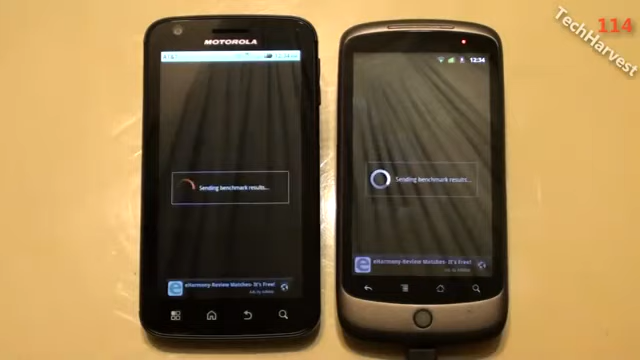 114
TechHarvest
MOTOROLA
12:34
Sending benchmark results...
Sending benchmark results...
eHarmony-Review Matches- It's Free!
eHarmony-Review Matches- It's Free!